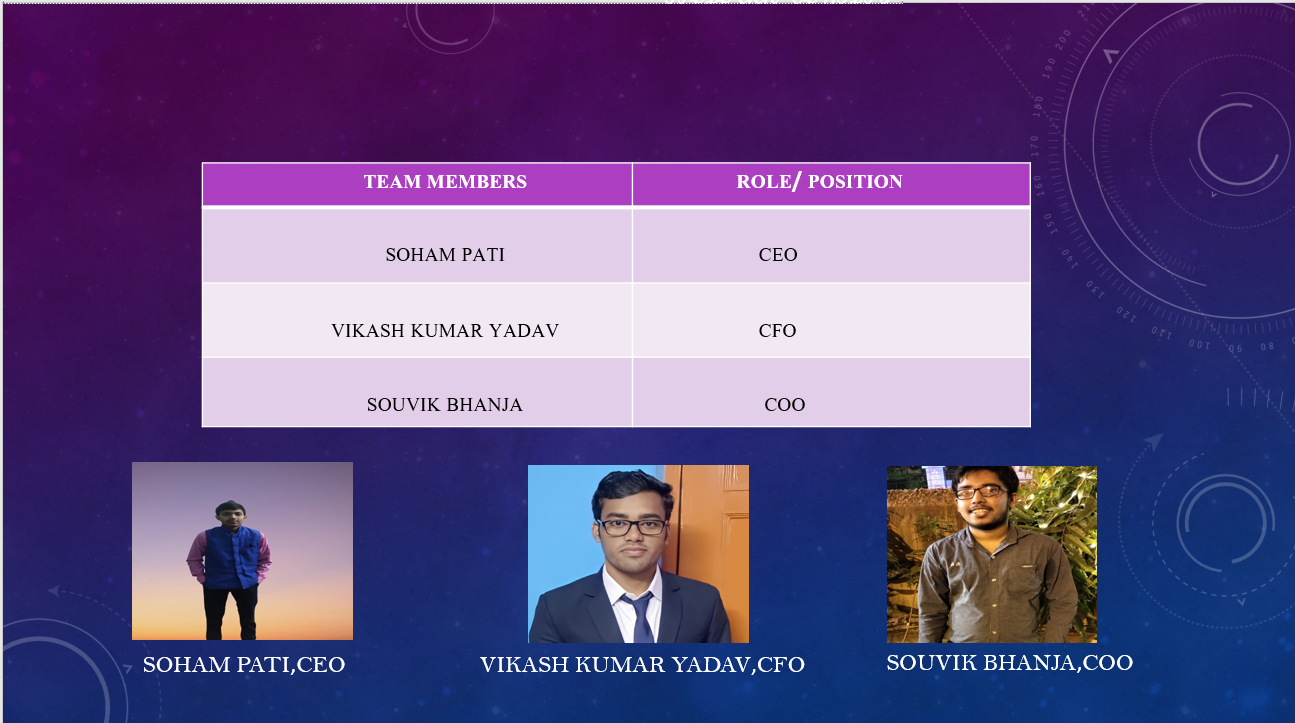 TEAM MEMBERS ROLE/ POSITION
SOHAM PATI CEO
VIKASH KUMAR YADAV CFO
SOUVIK BHANJA COO
SOHAM PATI,CEO VIKASH KUMAR YADAV,CFO SOUVIK BHANJA,COO